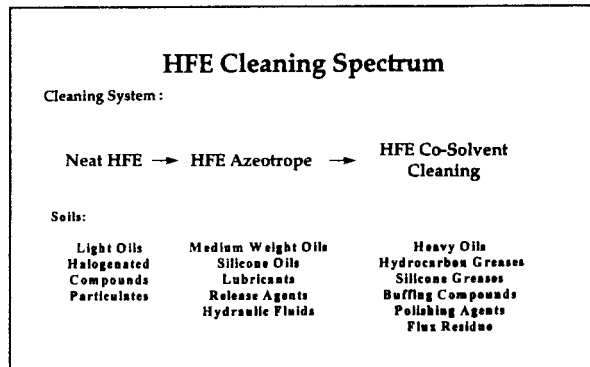 HFE Cleaning Spectrum
Cleaning System :
Neat HFE → HFE Azeotrope → HFE Co-Solvent
Cleaning
Soils:
Light Oils Medium Weight Oils Heavy Oils
Halogenated Silicone Oils Hydrocarbon Greases
Compounds Lubricants Silicone Greases
Particulates Release Agents Buffing Compounds
Hydraulic Fluids Polishing Agents
Flux Residue